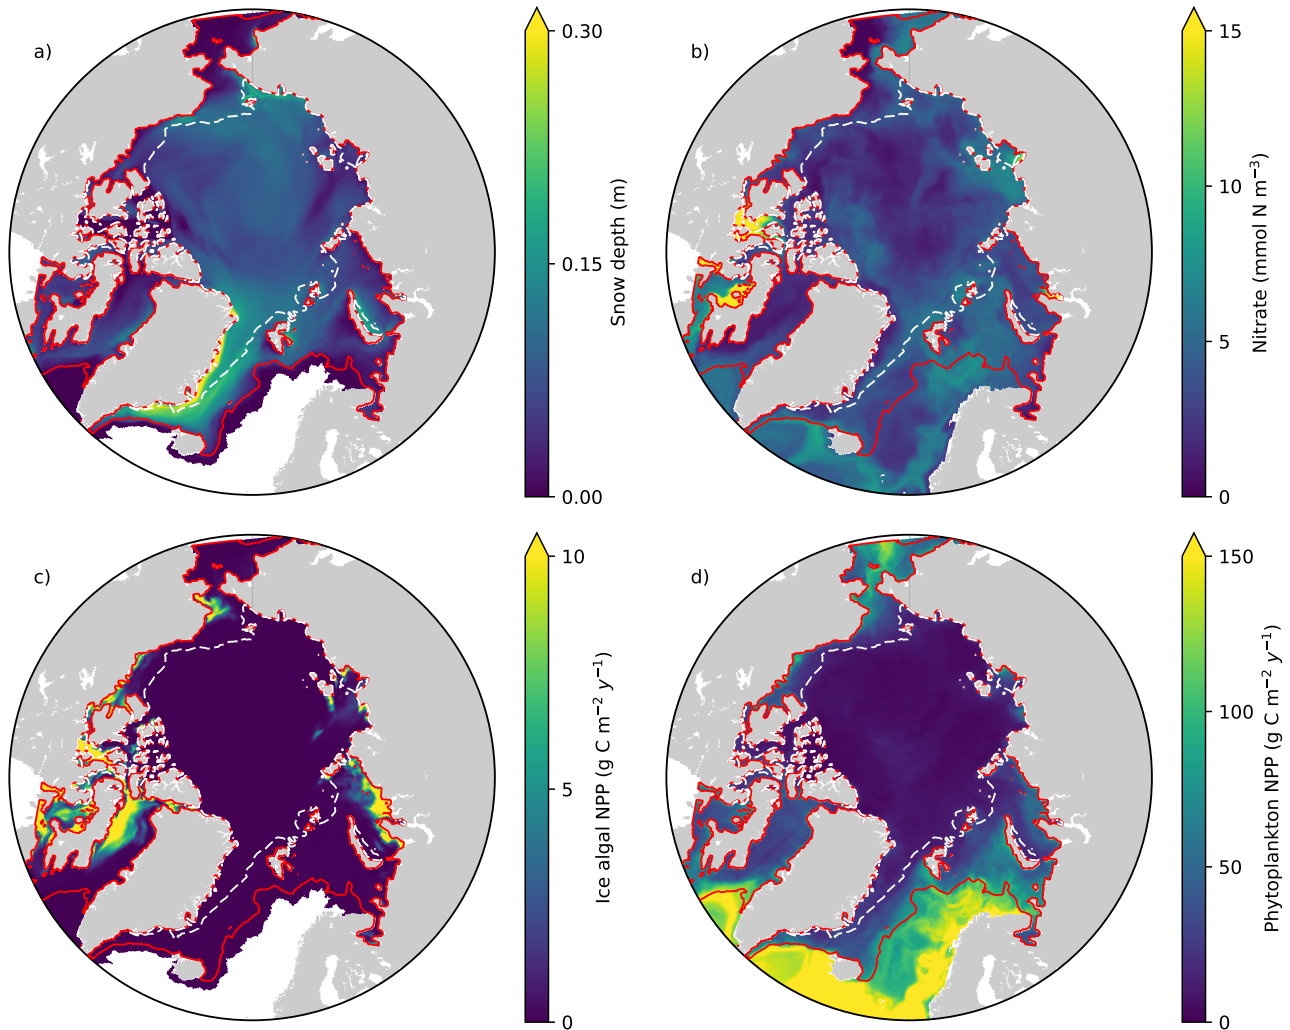 a)
0.30
0.15
0.00
Snow depth (m)
b)
15
10
5
0
Nitrate (mmol N m⁻³)
c)
10
5
0
Ice algal NPP (g C m⁻² y⁻¹)
d)
150
100
50
0
Phytoplankton NPP (g C m⁻² y⁻¹)